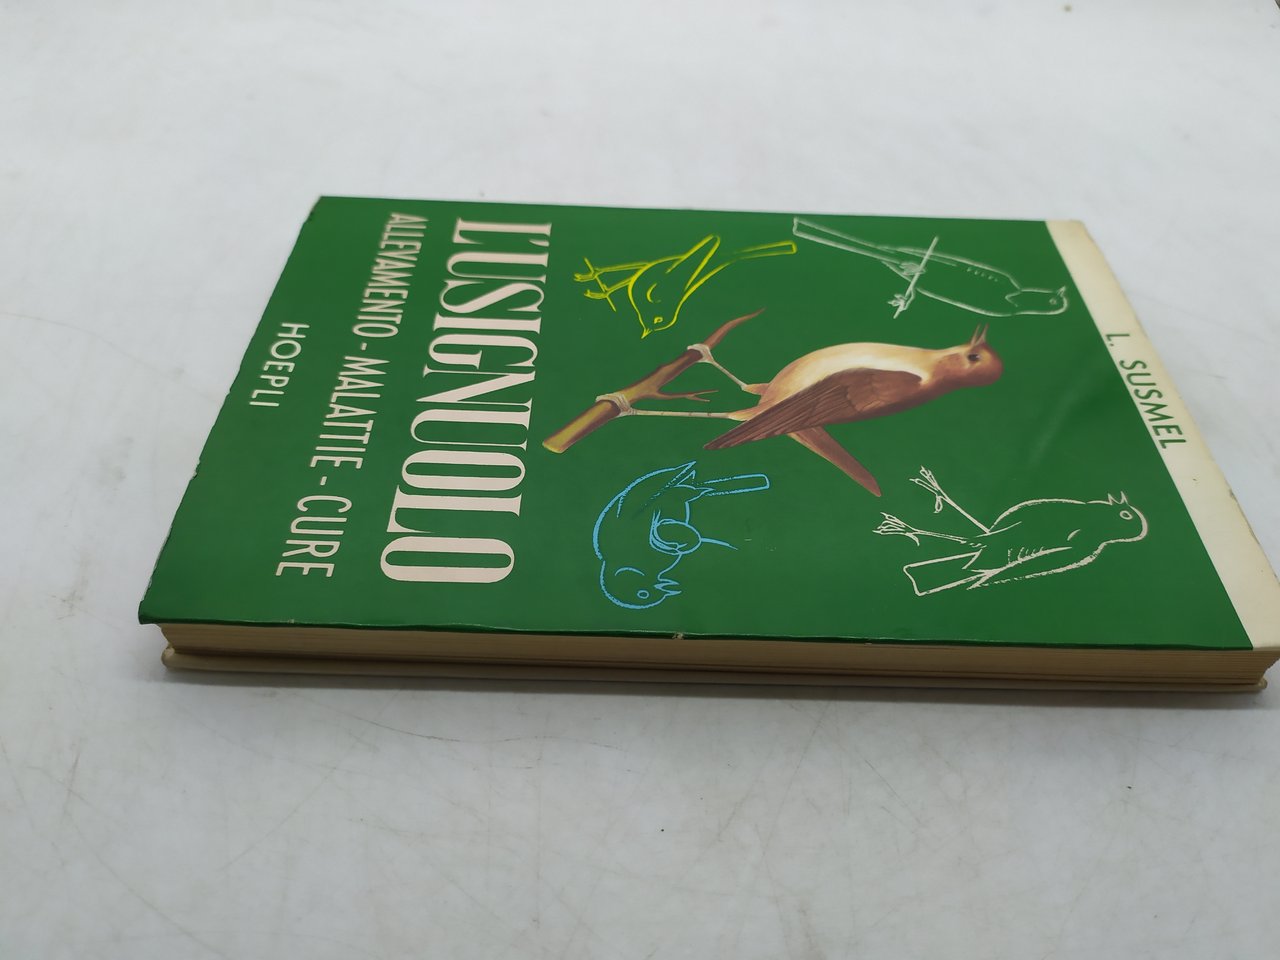 L. SUSMEL
L'USIGNUOLO
ALLEVAMENTO - MALATTIE - CURE
HOEPLI